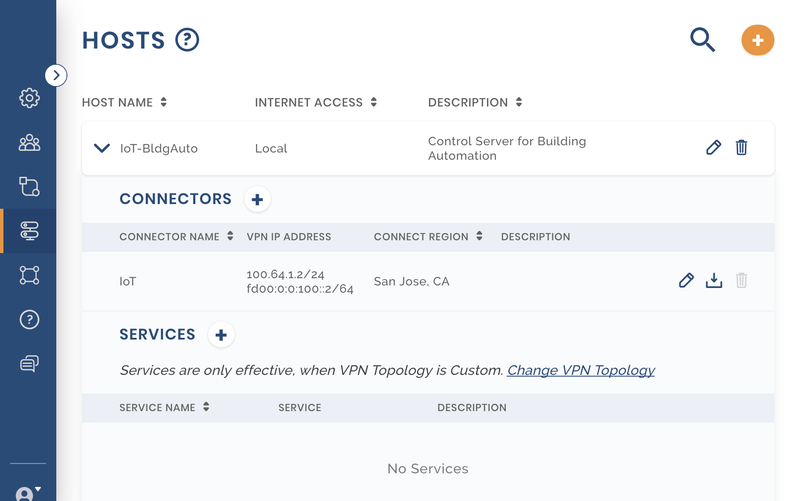 HOSTS ?
HOST NAME INTERNET ACCESS DESCRIPTION
IoT-BldgAuto Local Control Server for Building
Automation
CONNECTORS
CONNECTOR NAME VPN IP ADDRESS CONNECT REGION DESCRIPTION
IoT 100.64.1.2/24 San Jose, CA
fd00:0:0:100::2/64
SERVICES
Services are only effective, when VPN Topology is Custom. Change VPN Topology
SERVICE NAME SERVICE DESCRIPTION
No Services